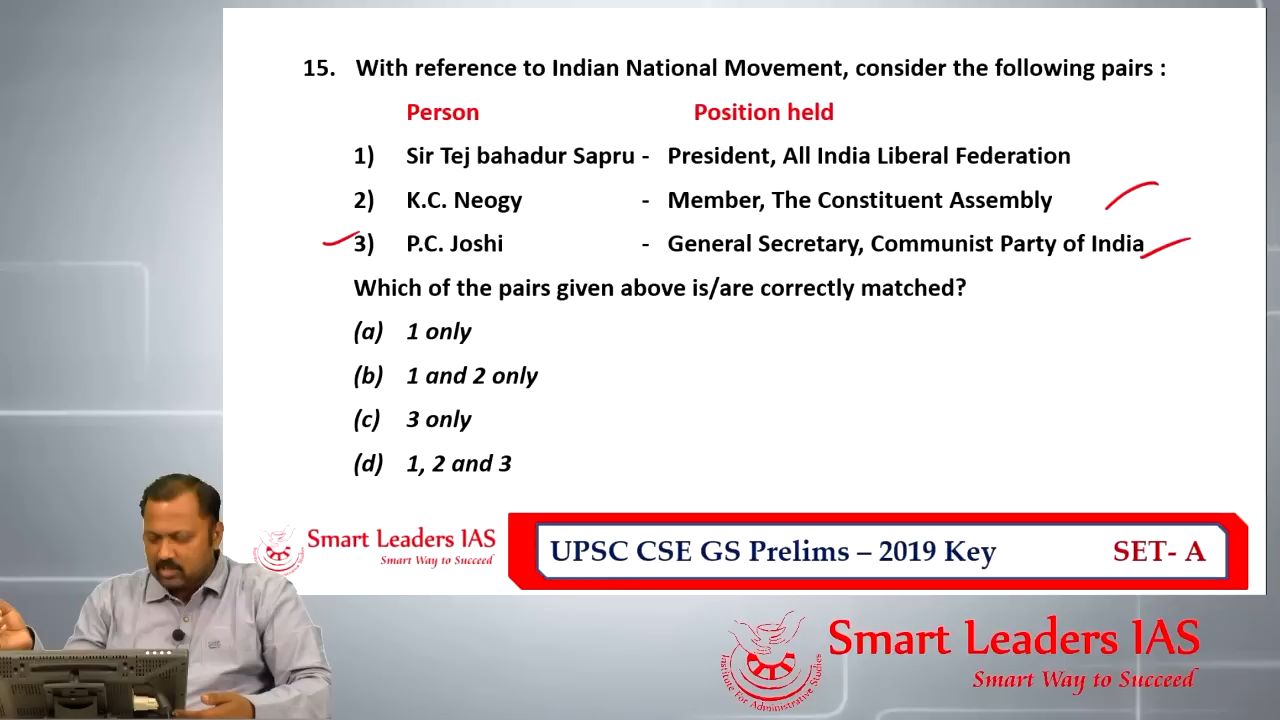 15. With reference to Indian National Movement, consider the following pairs :
Person Position held
1) Sir Tej bahadur Sapru - President, All India Liberal Federation
2) K.C. Neogy - Member, The Constituent Assembly
3) P.C. Joshi - General Secretary, Communist Party of India
Which of the pairs given above is/are correctly matched?
(a) 1 only
(b) 1 and 2 only
(c) 3 only
(d) 1, 2 and 3
Smart Leaders IAS
Smart Way to Succeed
UPSC CSE GS Prelims – 2019 Key SET- A
Smart Leaders IAS
Smart Way to Succeed
Institute For Administrative Studies